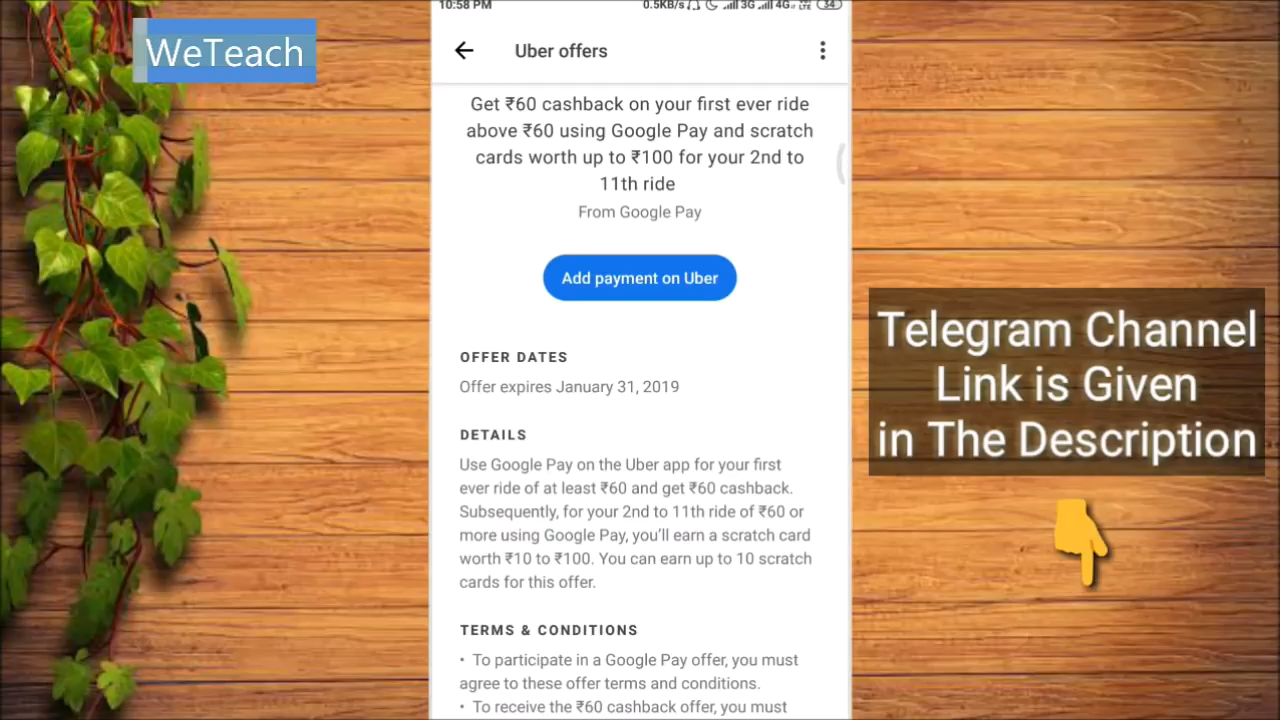 WeTeach
10:58 PM
0.5KB/s
3G
4G
34
Uber offers
Get ₹60 cashback on your first ever ride
above ₹60 using Google Pay and scratch
cards worth up to ₹100 for your 2nd to
11th ride
From Google Pay
Add payment on Uber
OFFER DATES
Offer expires January 31, 2019
DETAILS
Use Google Pay on the Uber app for your first
ever ride of at least ₹60 and get ₹60 cashback.
Subsequently, for your 2nd to 11th ride of ₹60 or
more using Google Pay, you’ll earn a scratch card
worth ₹10 to ₹100. You can earn up to 10 scratch
cards for this offer.
TERMS & CONDITIONS
• To participate in a Google Pay offer, you must
agree to these offer terms and conditions.
• To receive the ₹60 cashback offer, you must
Telegram Channel
Link is Given
in The Description